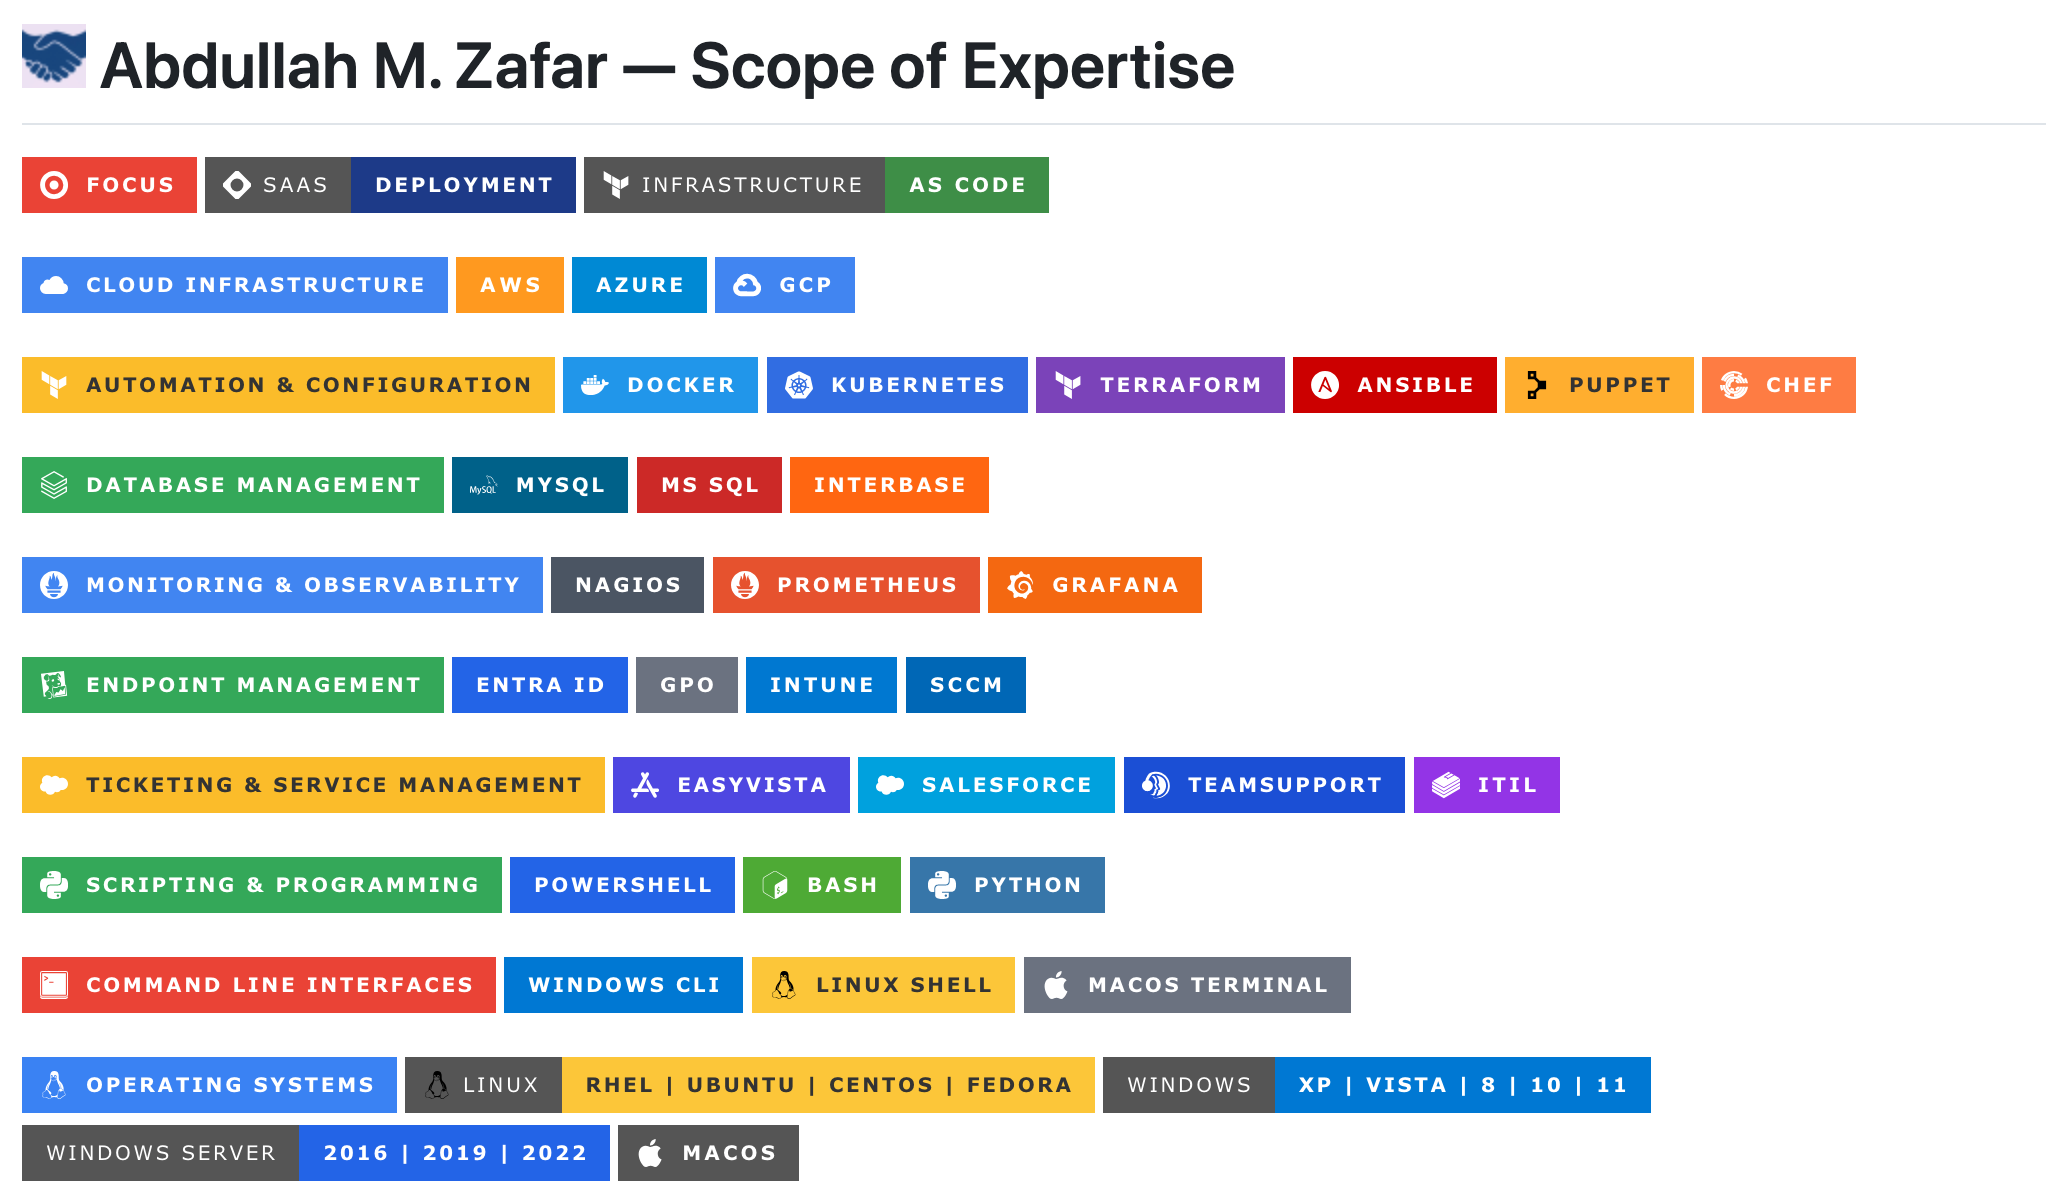 Abdullah M. Zafar — Scope of Expertise
FOCUS SAAS DEPLOYMENT INFRASTRUCTURE AS CODE
CLOUD INFRASTRUCTURE AWS AZURE GCP
AUTOMATION & CONFIGURATION DOCKER KUBERNETES TERRAFORM ANSIBLE PUPPET CHEF
DATABASE MANAGEMENT MySQL MYSQL MS SQL INTERBASE
MONITORING & OBSERVABILITY NAGIOS PROMETHEUS GRAFANA
ENDPOINT MANAGEMENT ENTRA ID GPO INTUNE SCCM
TICKETING & SERVICE MANAGEMENT EASYVISTA SALESFORCE TEAMSUPPORT ITIL
SCRIPTING & PROGRAMMING POWERSHELL BASH PYTHON
COMMAND LINE INTERFACES WINDOWS CLI LINUX SHELL MACOS TERMINAL
OPERATING SYSTEMS LINUX RHEL | UBUNTU | CENTOS | FEDORA WINDOWS XP | VISTA | 8 | 10 | 11
WINDOWS SERVER 2016 | 2019 | 2022 MACOS